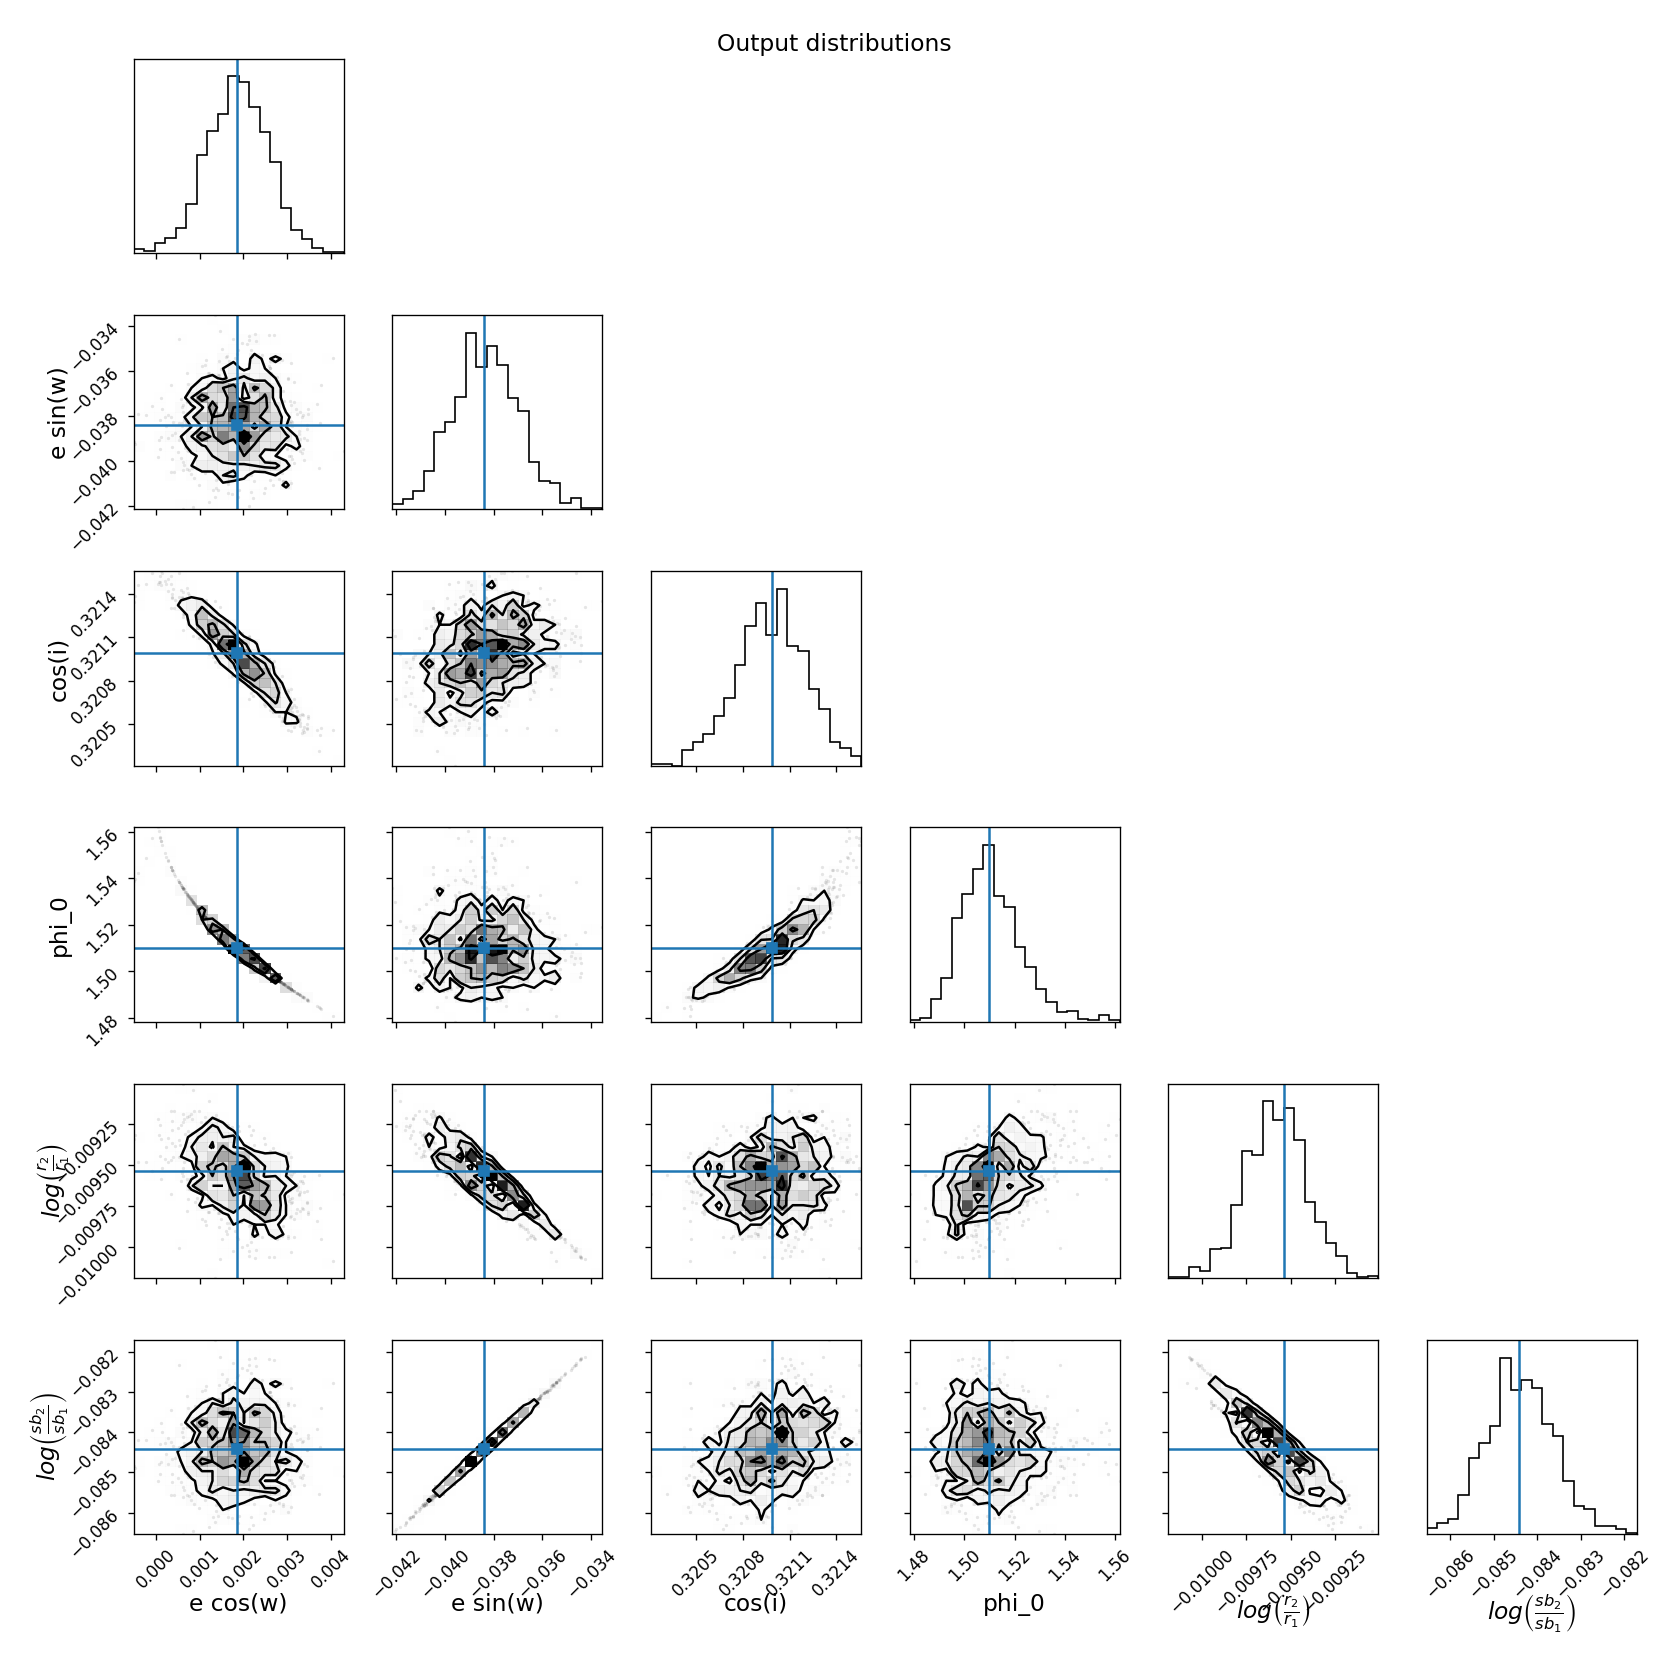 Output distributions
e sin(w)
−0.034
−0.036
−0.038
−0.040
−0.042
cos(i)
0.3214
0.3211
0.3208
0.3205
phi_0
1.56
1.54
1.52
1.50
1.48
log(r₂/r₁)
−0.00925
−0.00950
−0.00975
−0.01000
log(sb₂/sb₁)
−0.082
−0.083
−0.084
−0.085
−0.086
0.000 0.001 0.002 0.003 0.004
e cos(w)
−0.042 −0.040 −0.038 −0.036 −0.034
e sin(w)
0.3205 0.3208 0.3211 0.3214
cos(i)
1.48 1.50 1.52 1.54 1.56
phi_0
−0.01000 −0.00975 −0.00950 −0.00925
log(r₂/r₁)
−0.086 −0.085 −0.084 −0.083 −0.082
log(sb₂/sb₁)